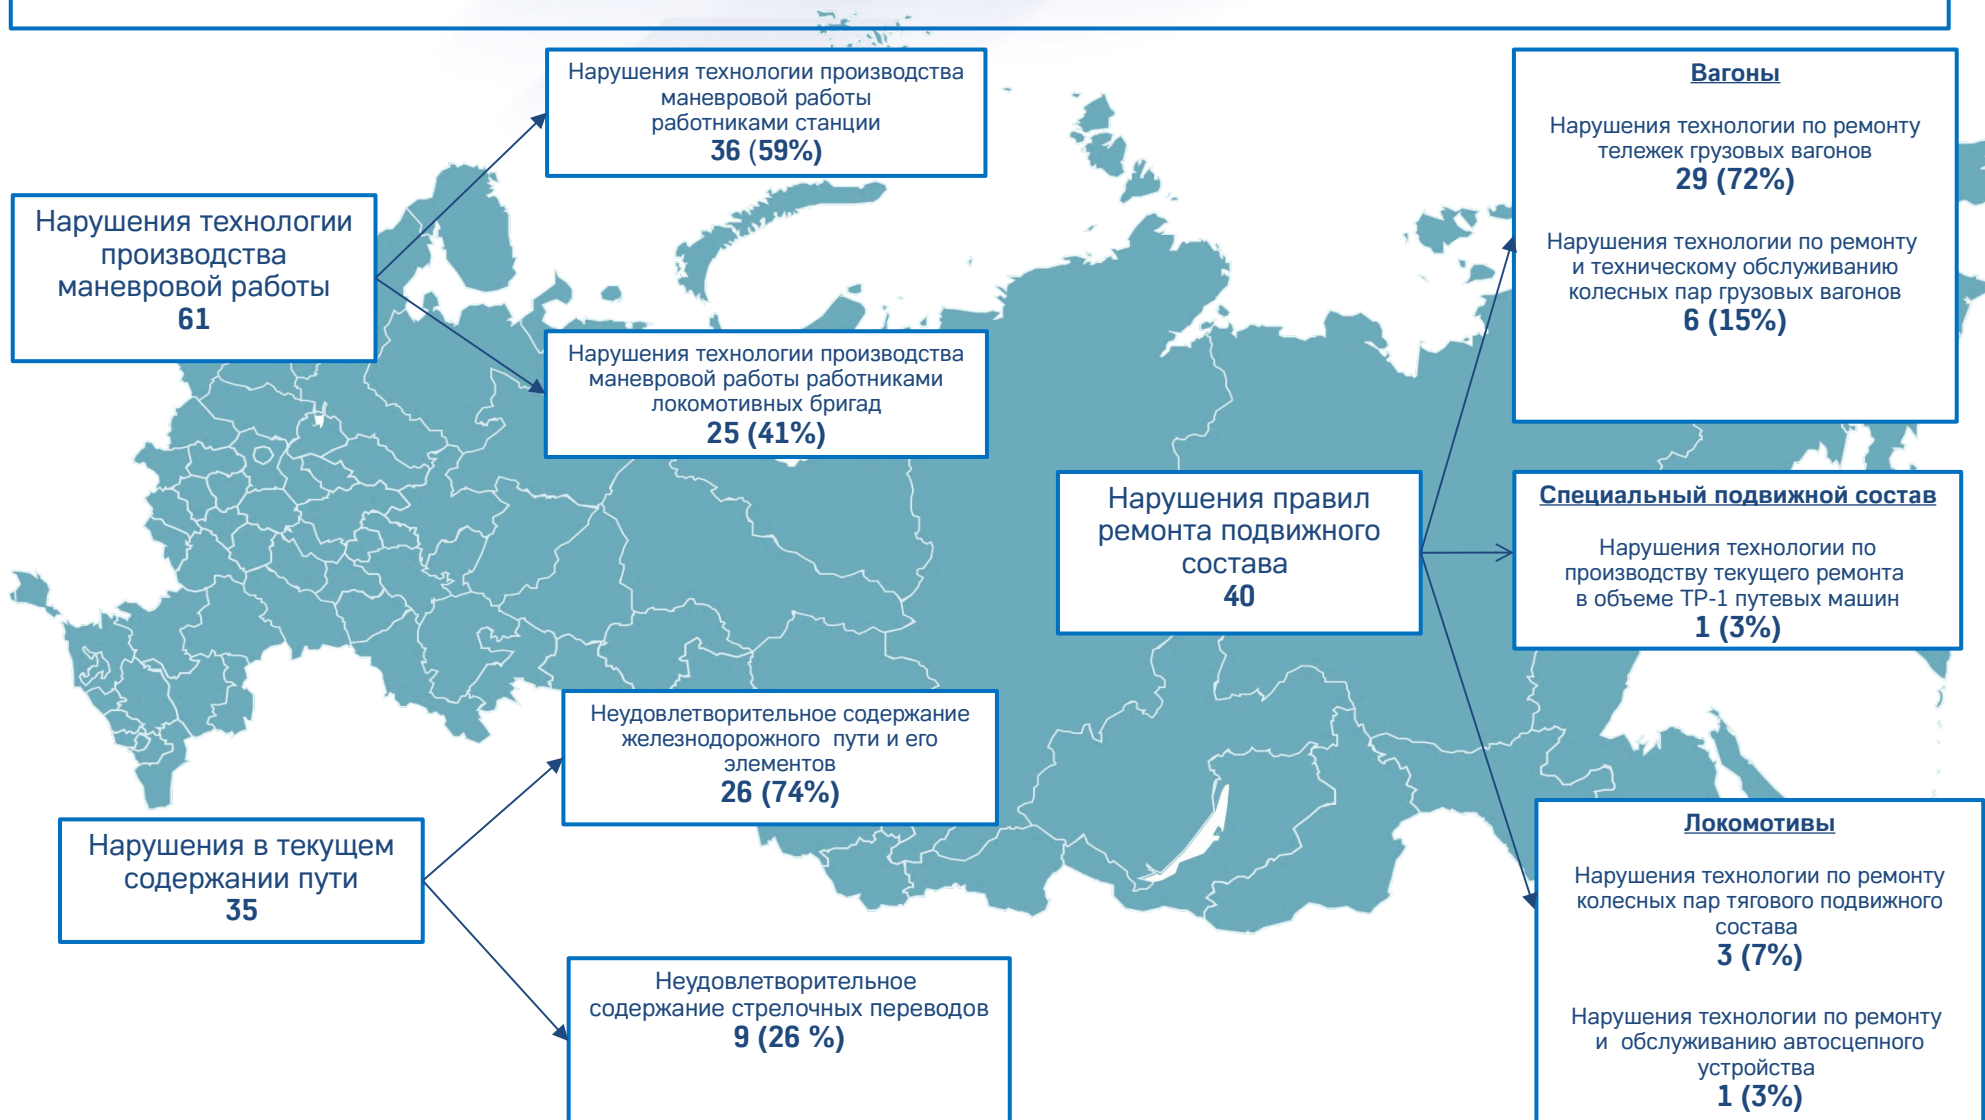 Нарушения технологии
производства
маневровой работы
61
Нарушения технологии производства
маневровой работы
работниками станции
36 (59%)
Нарушения технологии производства
маневровой работы работниками
локомотивных бригад
25 (41%)
Нарушения в текущем
содержании пути
35
Неудовлетворительное содержание
железнодорожного пути и его
элементов
26 (74%)
Неудовлетворительное
содержание стрелочных переводов
9 (26 %)
Нарушения правил
ремонта подвижного
состава
40
Вагоны
Нарушения технологии по ремонту
тележек грузовых вагонов
29 (72%)
Нарушения технологии по ремонту
и техническому обслуживанию
колесных пар грузовых вагонов
6 (15%)
Специальный подвижной состав
Нарушения технологии по
производству текущего ремонта
в объеме ТР-1 путевых машин
1 (3%)
Локомотивы
Нарушения технологии по ремонту
колесных пар тягового подвижного
состава
3 (7%)
Нарушения технологии по ремонту
и обслуживанию автосцепного
устройства
1 (3%)